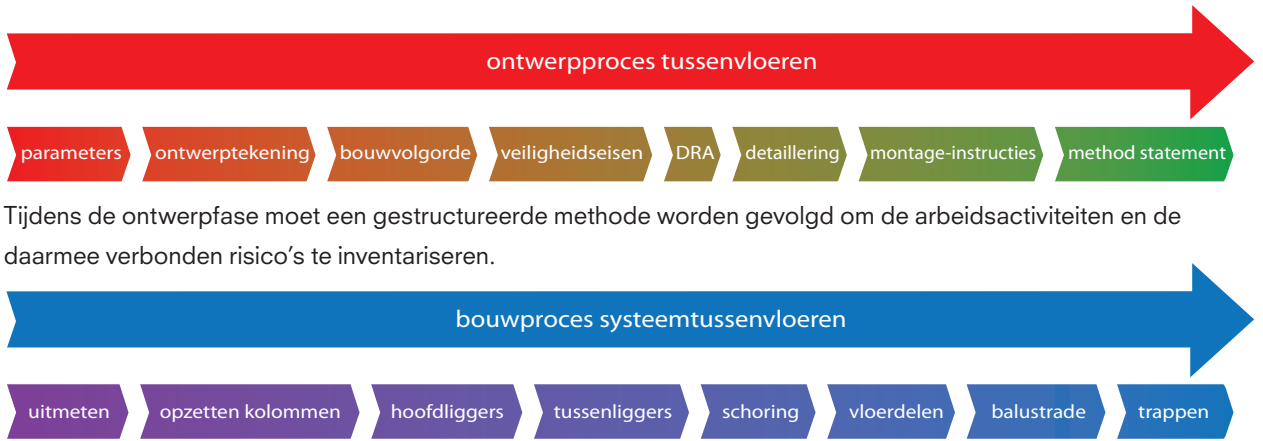 ontwerpproces tussenvloeren
parameters ontwerptekening bouwvolgorde veiligheidseisen DRA detaillering montage-instructies method statement
Tijdens de ontwerpfase moet een gestructureerde methode worden gevolgd om de arbeidsactiviteiten en de
daarmee verbonden risico’s te inventariseren.
bouwproces systeemtussenvloeren
uitmeten opzetten kolommen hoofdliggers tussenliggers schoring vloerdelen balustrade trappen